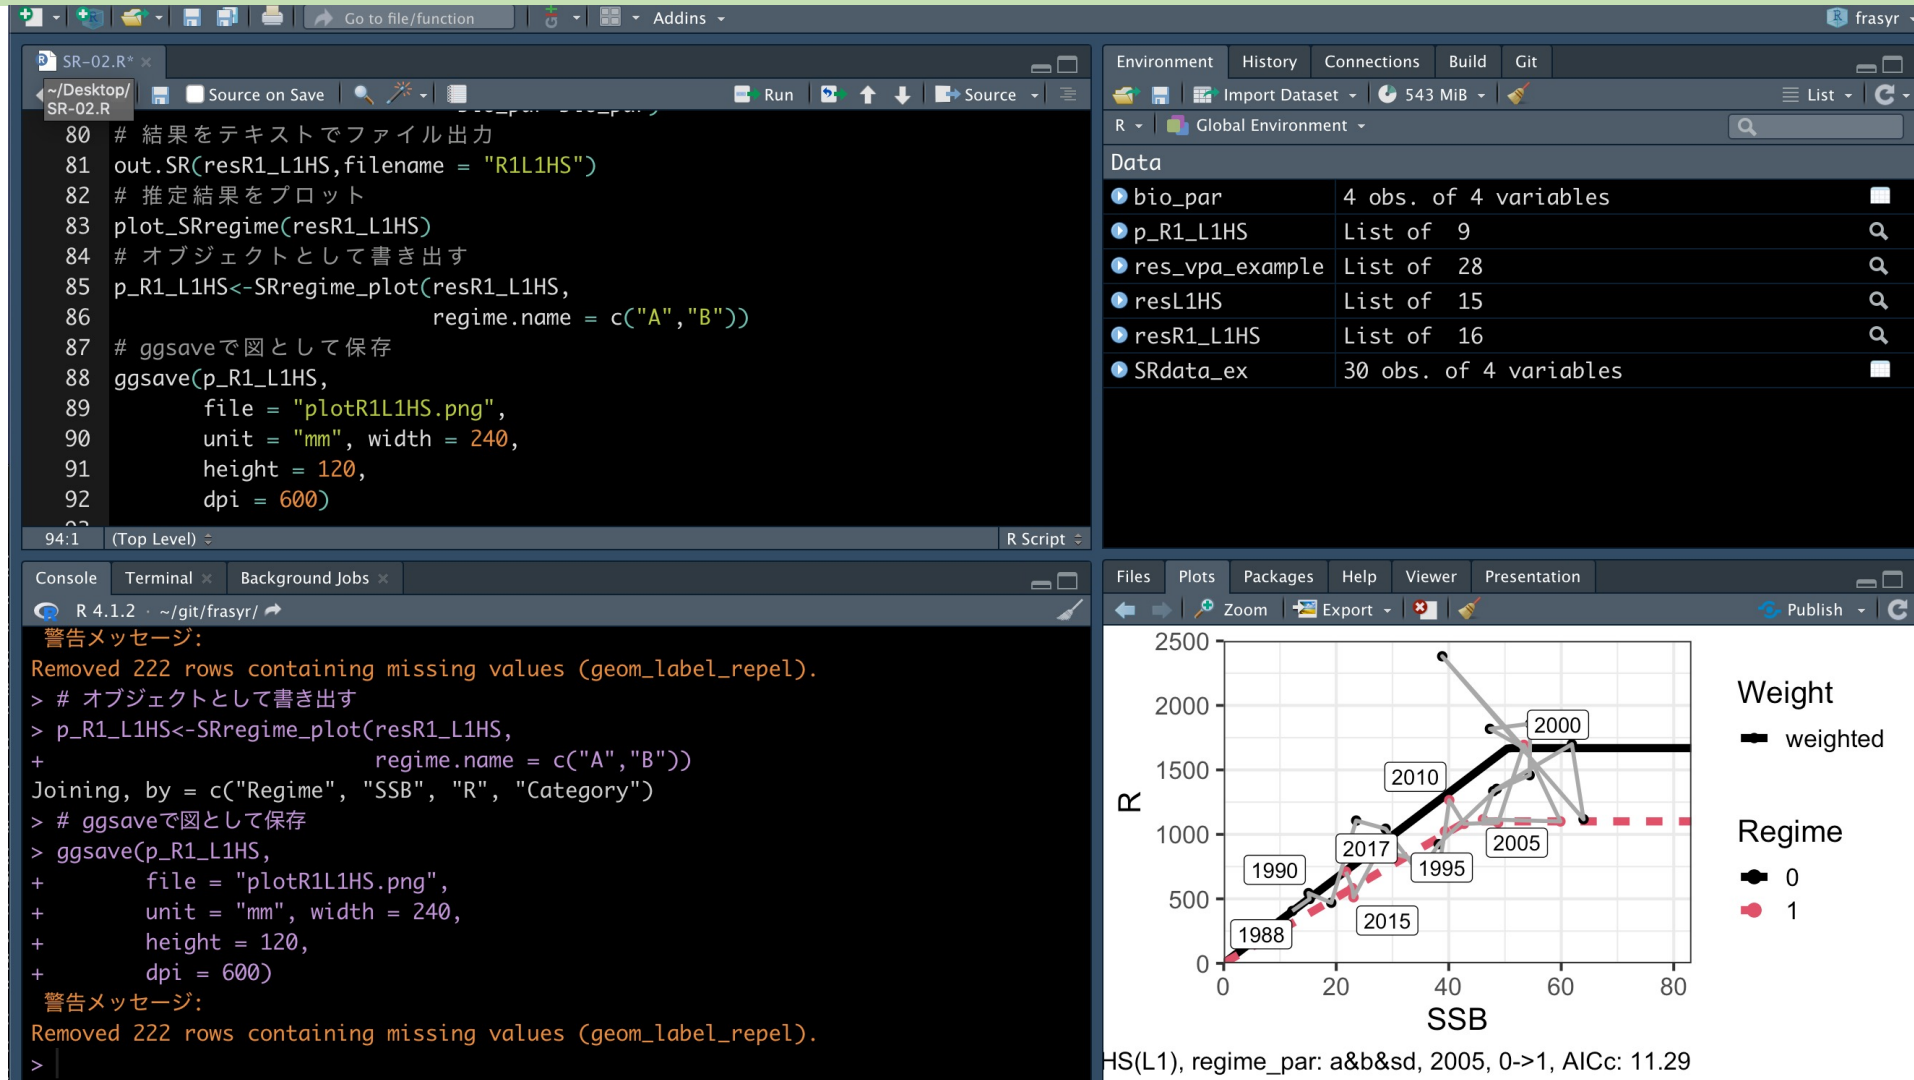 Go to file/function
Addins
frasyr
SR-02.R*
~/Desktop/
SR-02.R
Source on Save
Run
Source
80 # 結果をテキストでファイル出力
81 out.SR(resR1_L1HS,filename = "R1L1HS")
82 # 推定結果をプロット
83 plot_SRregime(resR1_L1HS)
84 # オブジェクトとして書き出す
85 p_R1_L1HS<-SRregime_plot(resR1_L1HS,
86 regime.name = c("A","B"))
87 # ggsaveで図として保存
88 ggsave(p_R1_L1HS,
89 file = "plotR1L1HS.png",
90 unit = "mm", width = 240,
91 height = 120,
92 dpi = 600)
94:1 (Top Level) R Script
Console Terminal Background Jobs
R 4.1.2 · ~/git/frasyr/
警告メッセージ:
Removed 222 rows containing missing values (geom_label_repel).
> # オブジェクトとして書き出す
> p_R1_L1HS<-SRregime_plot(resR1_L1HS,
+ regime.name = c("A","B"))
Joining, by = c("Regime", "SSB", "R", "Category")
> # ggsaveで図として保存
> ggsave(p_R1_L1HS,
+ file = "plotR1L1HS.png",
+ unit = "mm", width = 240,
+ height = 120,
+ dpi = 600)
警告メッセージ:
Removed 222 rows containing missing values (geom_label_repel).
>
Environment History Connections Build Git
Import Dataset 543 MiB List
R Global Environment
Data
bio_par 4 obs. of 4 variables
p_R1_L1HS List of 9
res_vpa_example List of 28
resL1HS List of 15
resR1_L1HS List of 16
SRdata_ex 30 obs. of 4 variables
Files Plots Packages Help Viewer Presentation
Zoom Export Publish
2500
2000
1500
1000
500
0
R
2000
2010
2017
2005
1995
1990
2015
1988
0 20 40 60 80
SSB
Weight
weighted
Regime
0
1
HS(L1), regime_par: a&b&sd, 2005, 0->1, AICc: 11.29